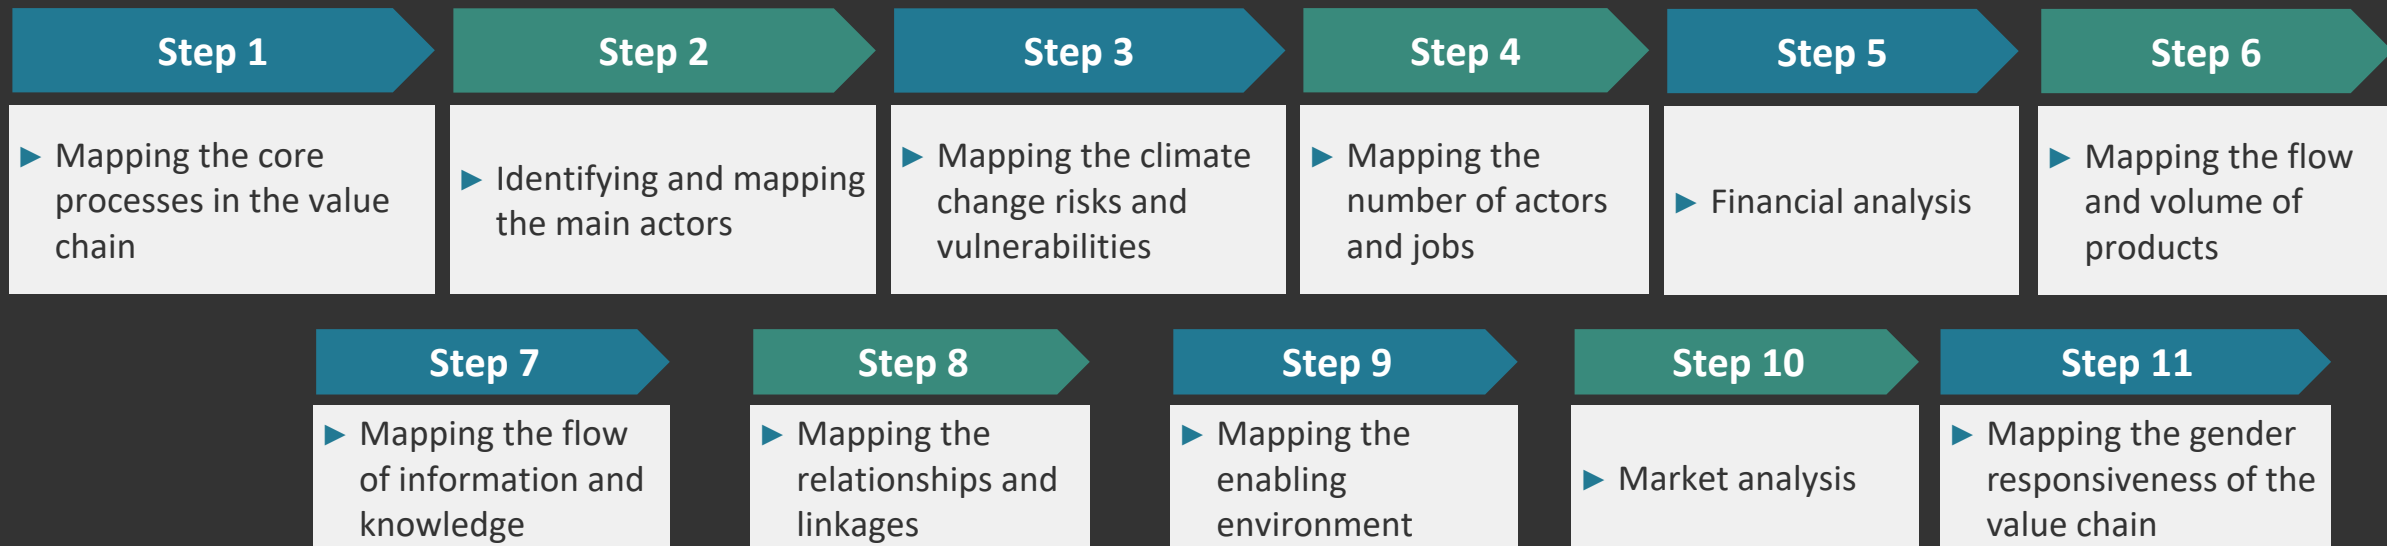 Step 1
Step 2
Step 3
Step 4
Step 5
Step 6
► Mapping the core
processes in the value
chain
► Identifying and mapping
the main actors
► Mapping the climate
change risks and
vulnerabilities
► Mapping the
number of actors
and jobs
► Financial analysis
► Mapping the flow
and volume of
products
Step 7
Step 8
Step 9
Step 10
Step 11
► Mapping the flow
of information and
knowledge
► Mapping the
relationships and
linkages
► Mapping the
enabling
environment
► Market analysis
► Mapping the gender
responsiveness of the
value chain